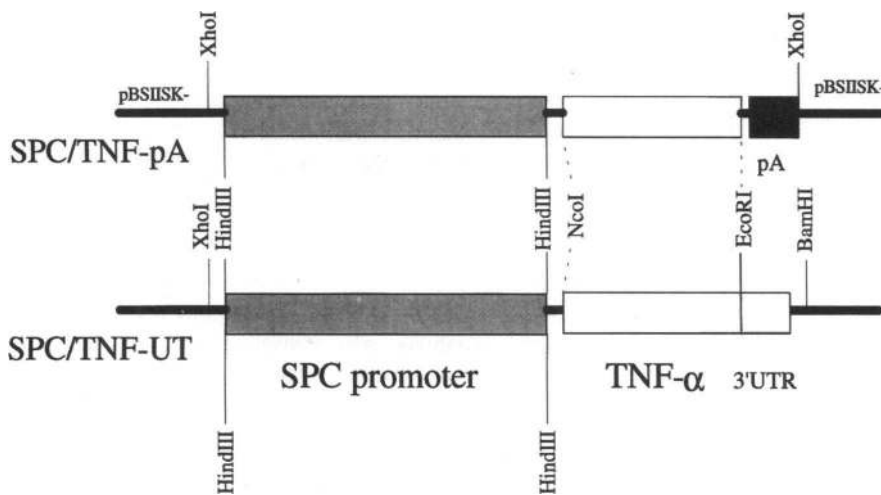 XhoI
XhoI
pBSIISK-
pBSIISK-
SPC/TNF-pA
pA
XhoI
HindIII
HindIII
NcoI
EcoRI
BamHI
SPC/TNF-UT
SPC promoter
TNF-α
3'UTR
HindIII
HindIII